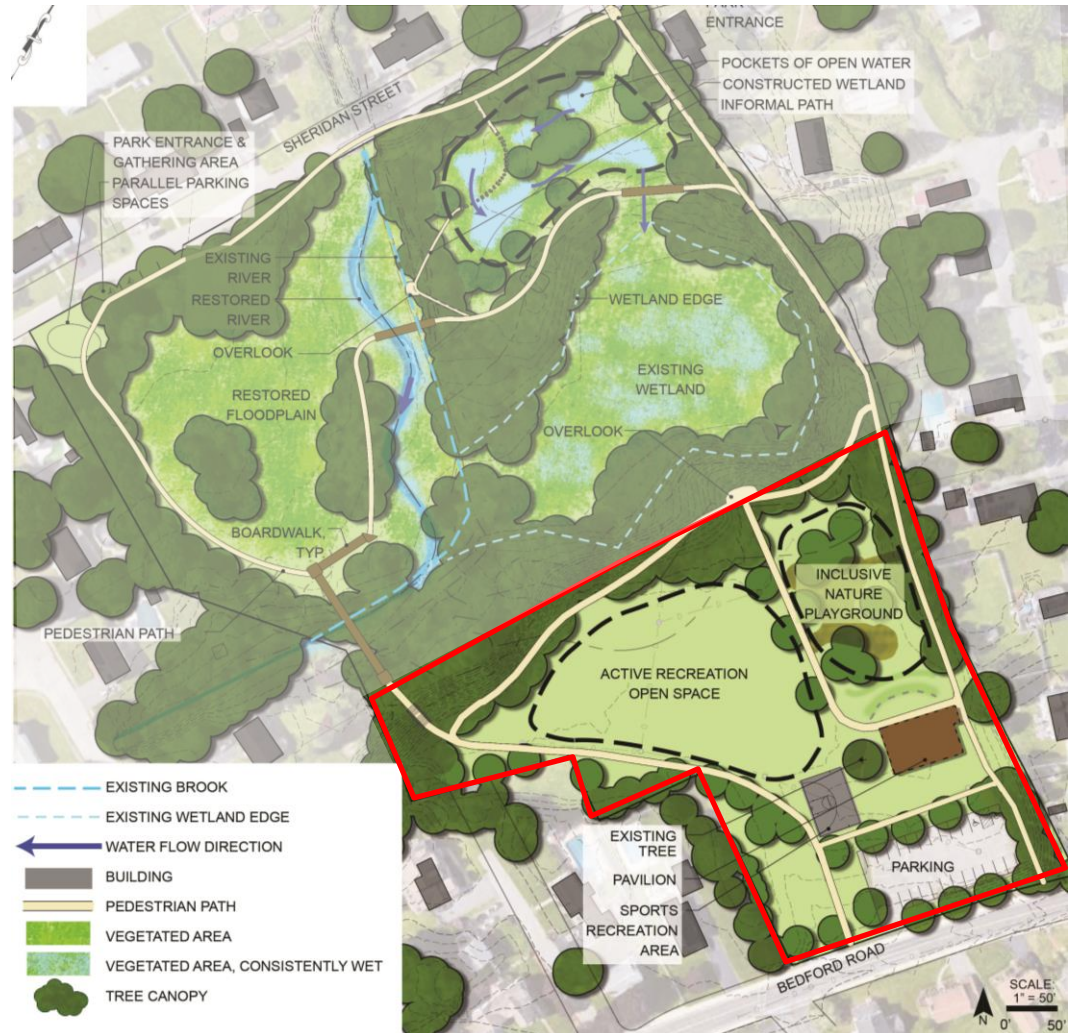 PARK
ENTRANCE
POCKETS OF OPEN WATER
CONSTRUCTED WETLAND
INFORMAL PATH
SHERIDAN STREET
PARK ENTRANCE &
GATHERING AREA
PARALLEL PARKING
SPACES
EXISTING
RIVER
RESTORED
RIVER
OVERLOOK
WETLAND EDGE
EXISTING
WETLAND
RESTORED
FLOODPLAIN
OVERLOOK
BOARDWALK,
TYP.
PEDESTRIAN PATH
INCLUSIVE
NATURE
PLAYGROUND
ACTIVE RECREATION
OPEN SPACE
EXISTING
TREE
PAVILION
SPORTS
RECREATION
AREA
PARKING
BEDFORD ROAD
EXISTING BROOK
EXISTING WETLAND EDGE
WATER FLOW DIRECTION
BUILDING
PEDESTRIAN PATH
VEGETATED AREA
VEGETATED AREA, CONSISTENTLY WET
TREE CANOPY
N
SCALE:
1" = 50'
0' 50'